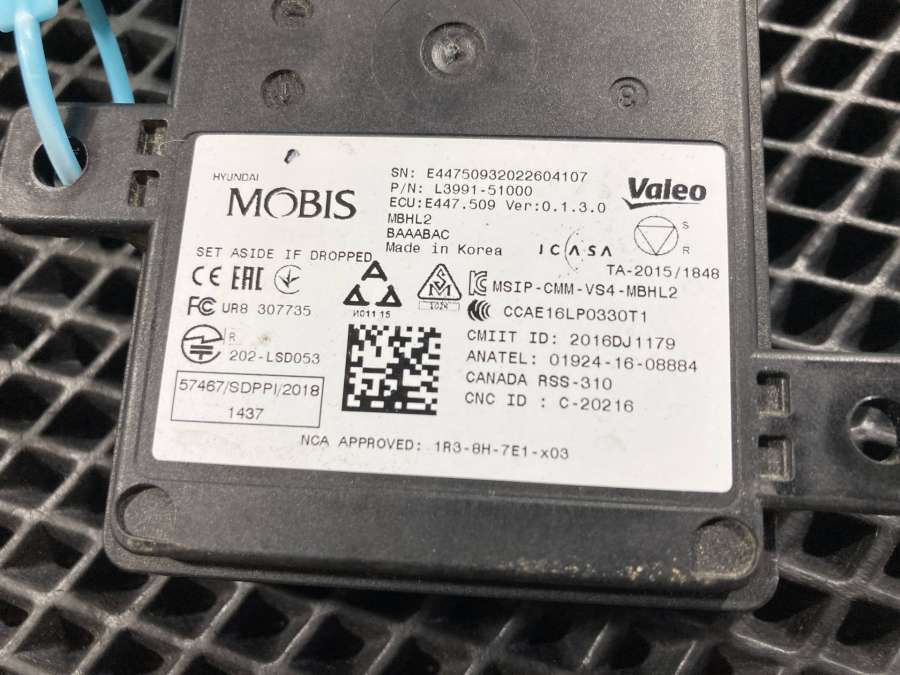 8
HYUNDAI
MOBIS
SN: E44750932022604107
P/N: L3991-51000
ECU:E447.509 Ver:0.1.3.0
MBHL2
BAAABAC
Made in Korea
Valeo
ICASA
S
R
TA-2015/1848
SET ASIDE IF DROPPED
CE EAC
И011 15
MSIP-CMM-VS4-MBHL2
FC UR8 307735
CCAE16LP0330T1
R
202-LSD053
CMIIT ID: 2016DJ1179
ANATEL: 01924-16-08884
CANADA RSS-310
CNC ID : C-20216
57467/SDPPI/2018
1437
NCA APPROVED: 1R3-8H-7E1-x03